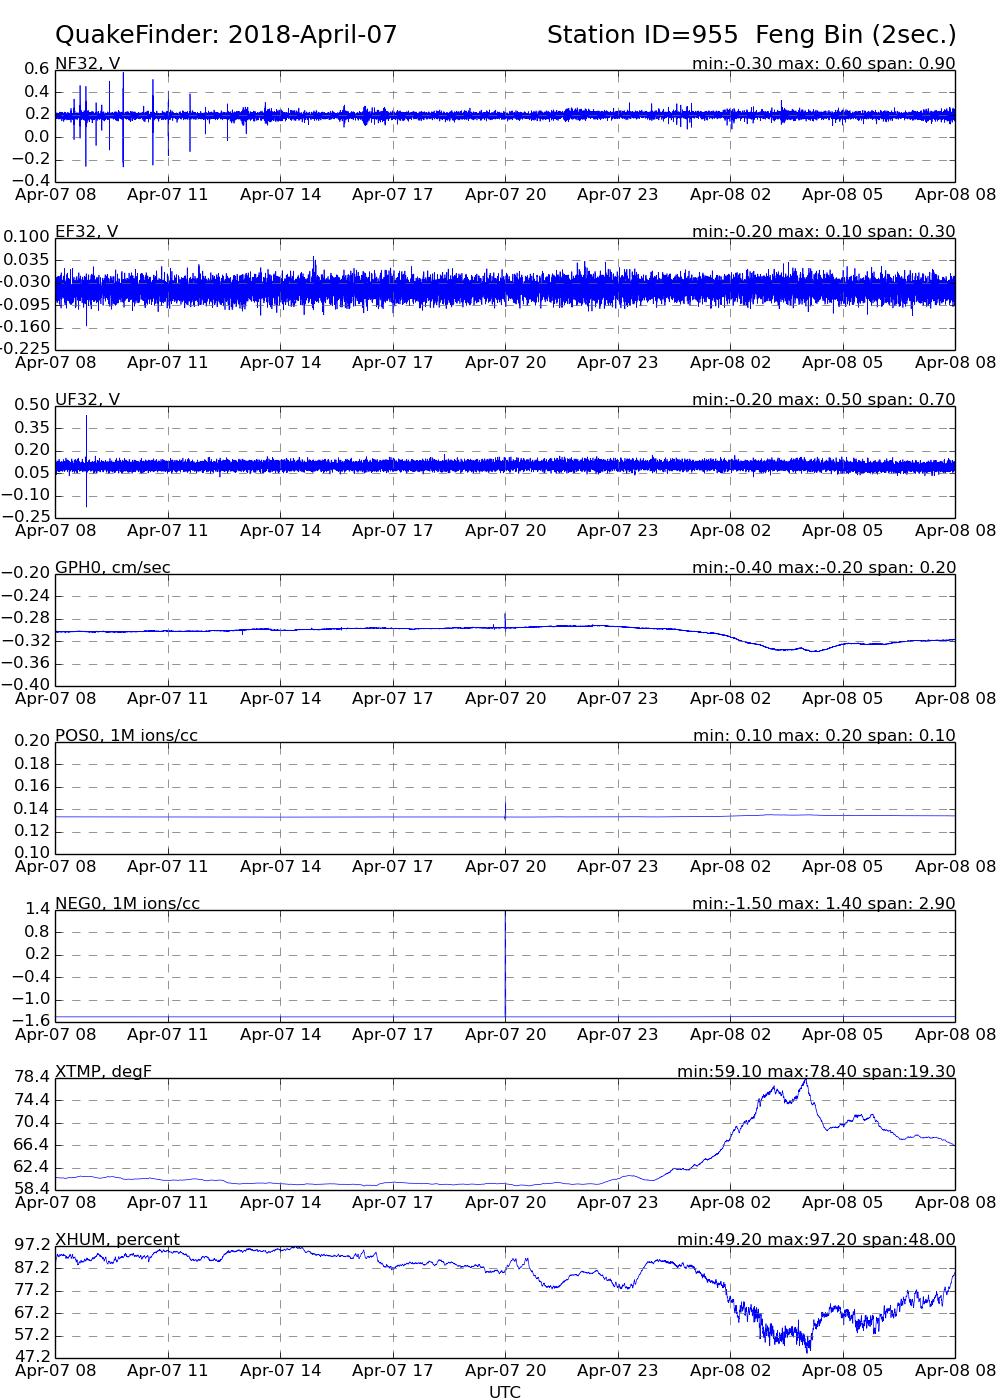 QuakeFinder: 2018-April-07 Station ID=955 Feng Bin (2sec.)
NF32, V min:-0.30 max: 0.60 span: 0.90
0.6
0.4
0.2
0.0
−0.2
−0.4
Apr-07 08 Apr-07 11 Apr-07 14 Apr-07 17 Apr-07 20 Apr-07 23 Apr-08 02 Apr-08 05 Apr-08 08
EF32, V min:-0.20 max: 0.10 span: 0.30
0.100
0.035
-0.030
-0.095
-0.160
-0.225
Apr-07 08 Apr-07 11 Apr-07 14 Apr-07 17 Apr-07 20 Apr-07 23 Apr-08 02 Apr-08 05 Apr-08 08
UF32, V min:-0.20 max: 0.50 span: 0.70
0.50
0.35
0.20
0.05
−0.10
−0.25
Apr-07 08 Apr-07 11 Apr-07 14 Apr-07 17 Apr-07 20 Apr-07 23 Apr-08 02 Apr-08 05 Apr-08 08
GPH0, cm/sec min:-0.40 max:-0.20 span: 0.20
−0.20
−0.24
−0.28
−0.32
−0.36
−0.40
Apr-07 08 Apr-07 11 Apr-07 14 Apr-07 17 Apr-07 20 Apr-07 23 Apr-08 02 Apr-08 05 Apr-08 08
POS0, 1M ions/cc min: 0.10 max: 0.20 span: 0.10
0.20
0.18
0.16
0.14
0.12
0.10
Apr-07 08 Apr-07 11 Apr-07 14 Apr-07 17 Apr-07 20 Apr-07 23 Apr-08 02 Apr-08 05 Apr-08 08
NEG0, 1M ions/cc min:-1.50 max: 1.40 span: 2.90
1.4
0.8
0.2
−0.4
−1.0
−1.6
Apr-07 08 Apr-07 11 Apr-07 14 Apr-07 17 Apr-07 20 Apr-07 23 Apr-08 02 Apr-08 05 Apr-08 08
XTMP, degF min:59.10 max:78.40 span:19.30
78.4
74.4
70.4
66.4
62.4
58.4
Apr-07 08 Apr-07 11 Apr-07 14 Apr-07 17 Apr-07 20 Apr-07 23 Apr-08 02 Apr-08 05 Apr-08 08
XHUM, percent min:49.20 max:97.20 span:48.00
97.2
87.2
77.2
67.2
57.2
47.2
Apr-07 08 Apr-07 11 Apr-07 14 Apr-07 17 Apr-07 20 Apr-07 23 Apr-08 02 Apr-08 05 Apr-08 08
UTC